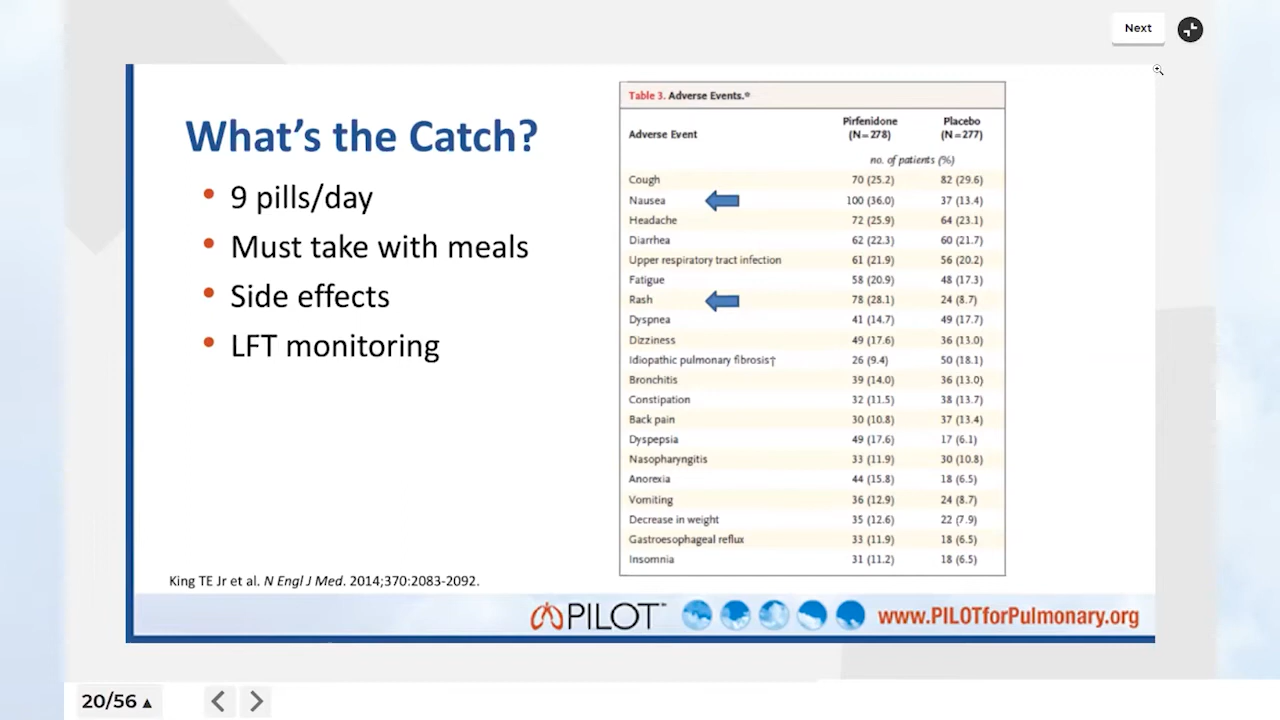 Next
What's the Catch?
• 9 pills/day
• Must take with meals
• Side effects
• LFT monitoring
Table 3. Adverse Events.*
Adverse Event Pirfenidone (N=278) Placebo (N=277)
no. of patients (%)
Cough 70 (25.2) 82 (29.6)
Nausea 100 (36.0) 37 (13.4)
Headache 72 (25.9) 64 (23.1)
Diarrhea 62 (22.3) 60 (21.7)
Upper respiratory tract infection 61 (21.9) 56 (20.2)
Fatigue 58 (20.9) 48 (17.3)
Rash 78 (28.1) 24 (8.7)
Dyspnea 41 (14.7) 49 (17.7)
Dizziness 49 (17.6) 36 (13.0)
Idiopathic pulmonary fibrosis† 26 (9.4) 50 (18.1)
Bronchitis 39 (14.0) 36 (13.0)
Constipation 32 (11.5) 38 (13.7)
Back pain 30 (10.8) 37 (13.4)
Dyspepsia 49 (17.6) 17 (6.1)
Nasopharyngitis 33 (11.9) 30 (10.8)
Anorexia 44 (15.8) 18 (6.5)
Vomiting 36 (12.9) 24 (8.7)
Decrease in weight 35 (12.6) 22 (7.9)
Gastroesophageal reflux 33 (11.9) 18 (6.5)
Insomnia 31 (11.2) 18 (6.5)
King TE Jr et al. N Engl J Med. 2014;370:2083-2092.
PILOT™ www.PILOTforPulmonary.org
20/56 ▲